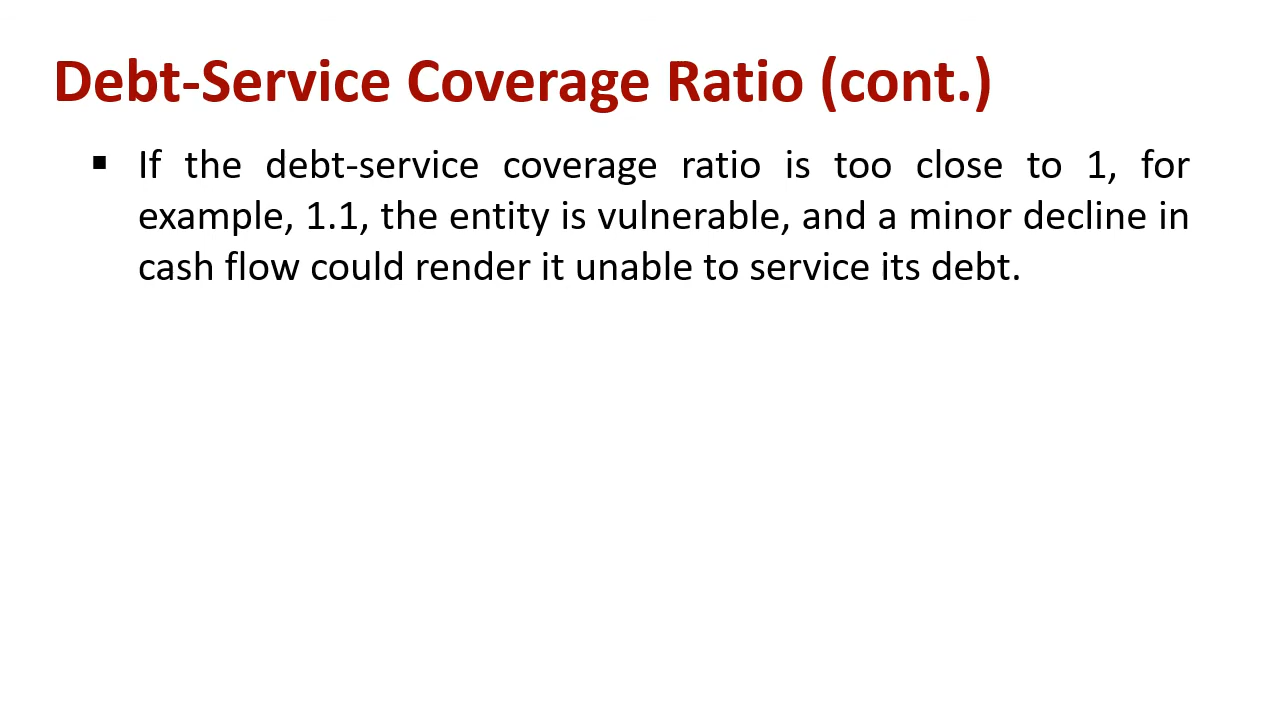 Debt-Service Coverage Ratio (cont.)
▪ If the debt-service coverage ratio is too close to 1, for
example, 1.1, the entity is vulnerable, and a minor decline in
cash flow could render it unable to service its debt.